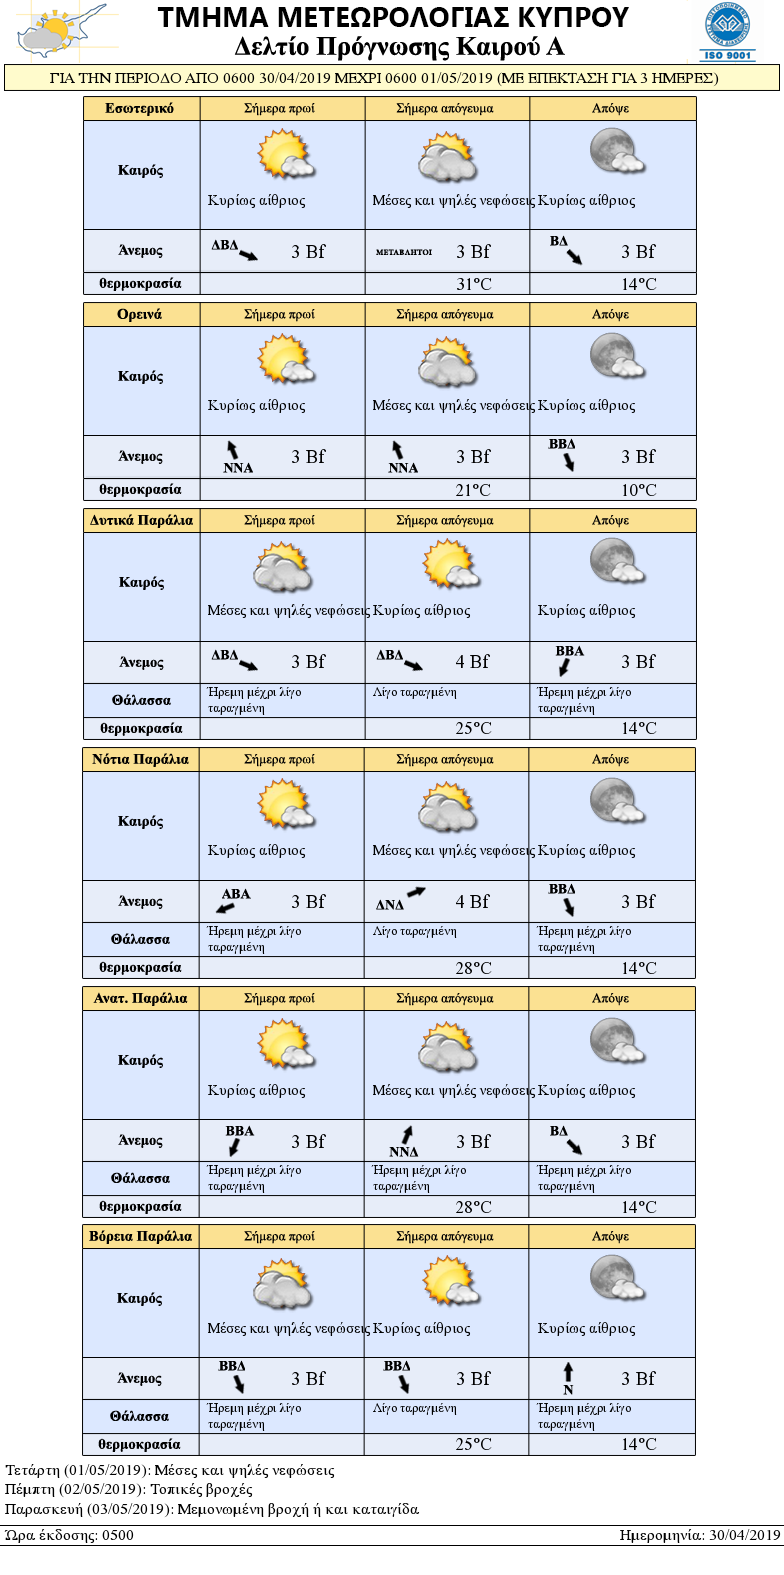 ΤΜΗΜΑ ΜΕΤΕΩΡΟΛΟΓΙΑΣ ΚΥΠΡΟΥ
Δελτίο Πρόγνωσης Καιρού Α
ISO 9001
ΓΙΑ ΤΗΝ ΠΕΡΙΟΔΟ ΑΠΟ 0600 30/04/2019 ΜΕΧΡΙ 0600 01/05/2019 (ΜΕ ΕΠΕΚΤΑΣΗ ΓΙΑ 3 ΗΜΕΡΕΣ)
Εσωτερικό Σήμερα πρωί Σήμερα απόγευμα Απόψε
Καιρός
Κυρίως αίθριος Μέσες και ψηλές νεφώσεις Κυρίως αίθριος
Άνεμος ΔΒΔ 3 Bf ΜΕΤΑΒΛΗΤΟΙ 3 Bf ΒΔ 3 Bf
θερμοκρασία 31°C 14°C
Ορεινά Σήμερα πρωί Σήμερα απόγευμα Απόψε
Καιρός
Κυρίως αίθριος Μέσες και ψηλές νεφώσεις Κυρίως αίθριος
Άνεμος ΝΝΑ 3 Bf ΝΝΑ 3 Bf ΒΒΔ 3 Bf
θερμοκρασία 21°C 10°C
Δυτικά Παράλια Σήμερα πρωί Σήμερα απόγευμα Απόψε
Καιρός
Μέσες και ψηλές νεφώσεις Κυρίως αίθριος Κυρίως αίθριος
Άνεμος ΔΒΔ 3 Bf ΔΒΔ 4 Bf ΒΒΑ 3 Bf
Θάλασσα Ήρεμη μέχρι λίγο ταραγμένη Λίγο ταραγμένη Ήρεμη μέχρι λίγο ταραγμένη
θερμοκρασία 25°C 14°C
Νότια Παράλια Σήμερα πρωί Σήμερα απόγευμα Απόψε
Καιρός
Κυρίως αίθριος Μέσες και ψηλές νεφώσεις Κυρίως αίθριος
Άνεμος ΑΒΑ 3 Bf ΔΝΔ 4 Bf ΒΒΔ 3 Bf
Θάλασσα Ήρεμη μέχρι λίγο ταραγμένη Λίγο ταραγμένη Ήρεμη μέχρι λίγο ταραγμένη
θερμοκρασία 28°C 14°C
Ανατ. Παράλια Σήμερα πρωί Σήμερα απόγευμα Απόψε
Καιρός
Κυρίως αίθριος Μέσες και ψηλές νεφώσεις Κυρίως αίθριος
Άνεμος ΒΒΑ 3 Bf ΝΝΔ 3 Bf ΒΔ 3 Bf
Θάλασσα Ήρεμη μέχρι λίγο ταραγμένη Ήρεμη μέχρι λίγο ταραγμένη Ήρεμη μέχρι λίγο ταραγμένη
θερμοκρασία 28°C 14°C
Βόρεια Παράλια Σήμερα πρωί Σήμερα απόγευμα Απόψε
Καιρός
Μέσες και ψηλές νεφώσεις Κυρίως αίθριος Κυρίως αίθριος
Άνεμος ΒΒΔ 3 Bf ΒΒΔ 3 Bf Ν 3 Bf
Θάλασσα Ήρεμη μέχρι λίγο ταραγμένη Λίγο ταραγμένη Ήρεμη μέχρι λίγο ταραγμένη
θερμοκρασία 25°C 14°C
Τετάρτη (01/05/2019): Μέσες και ψηλές νεφώσεις
Πέμπτη (02/05/2019): Τοπικές βροχές
Παρασκευή (03/05/2019): Μεμονωμένη βροχή ή και καταιγίδα
Ώρα έκδοσης: 0500 Ημερομηνία: 30/04/2019